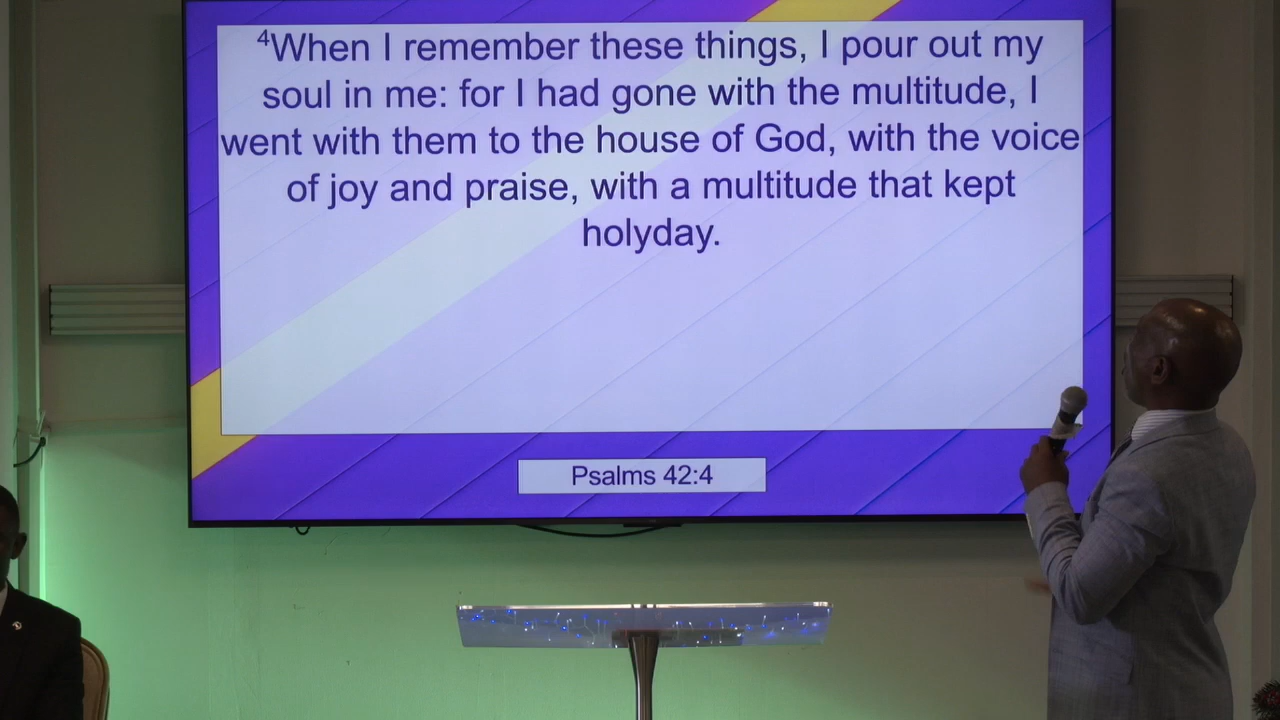 ⁴When I remember these things, I pour out my
soul in me: for I had gone with the multitude, I
went with them to the house of God, with the voice
of joy and praise, with a multitude that kept
holyday.
Psalms 42:4